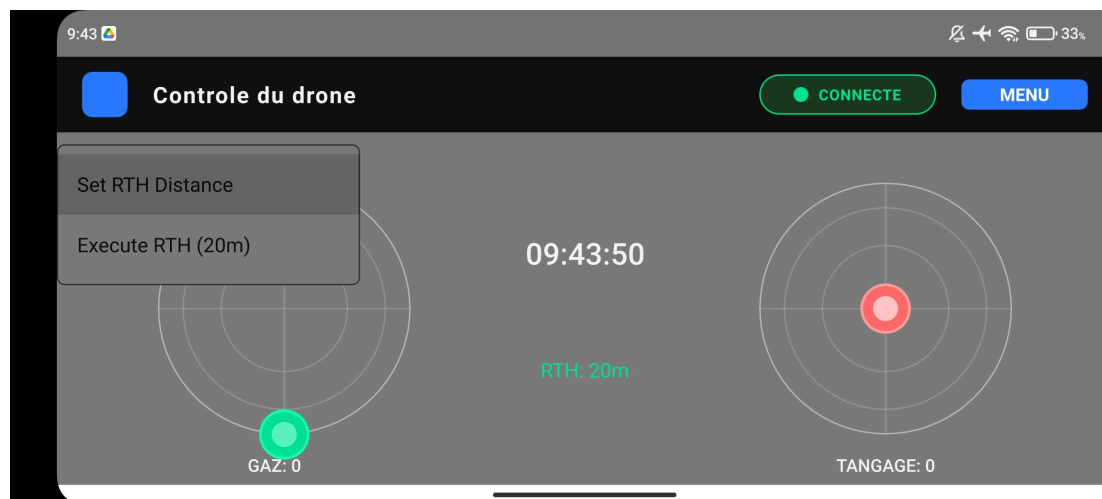 9:43
33%
Controle du drone
CONNECTE
MENU
Set RTH Distance
Execute RTH (20m)
09:43:50
RTH: 20m
GAZ: 0
TANGAGE: 0